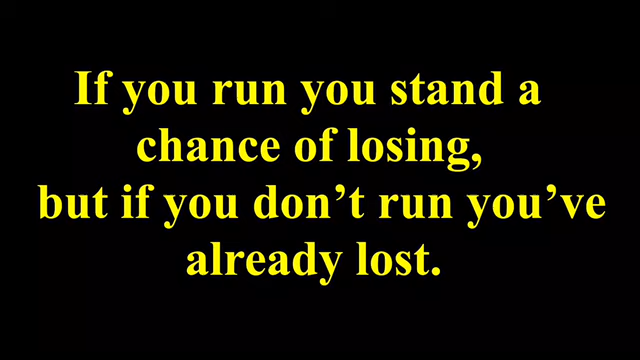 If you run you stand a
chance of losing,
but if you don’t run you’ve
already lost.